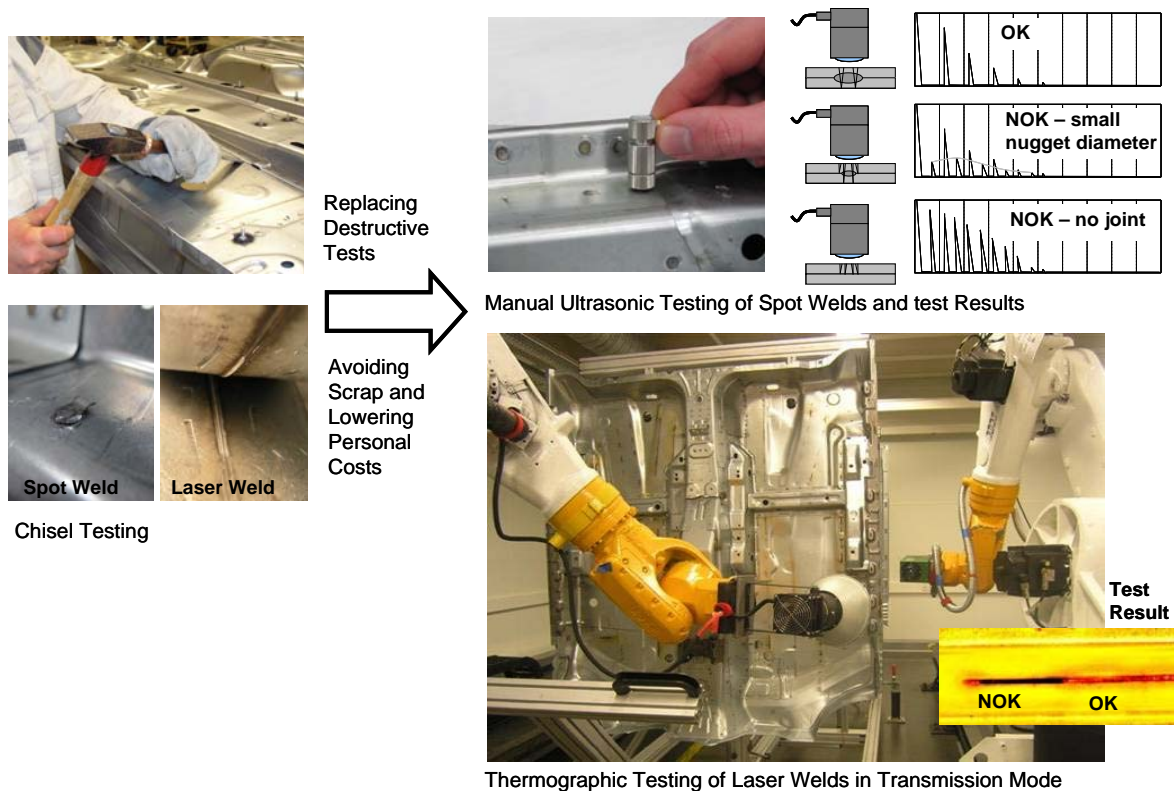 Spot Weld
Laser Weld
Chisel Testing
Replacing
Destructive
Tests
Avoiding
Scrap and
Lowering
Personal
Costs
OK
NOK – small
nugget diameter
NOK – no joint
Manual Ultrasonic Testing of Spot Welds and test Results
Test
Result
NOK
OK
Thermographic Testing of Laser Welds in Transmission Mode